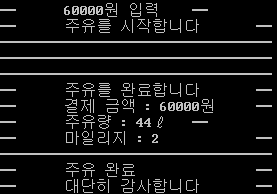 60000원 입력
주유를 시작합니다
주유를 완료합니다
결제 금액 : 60000원
주유량 : 44ℓ
마일리지 : 2
주유 완료
대단히 감사합니다